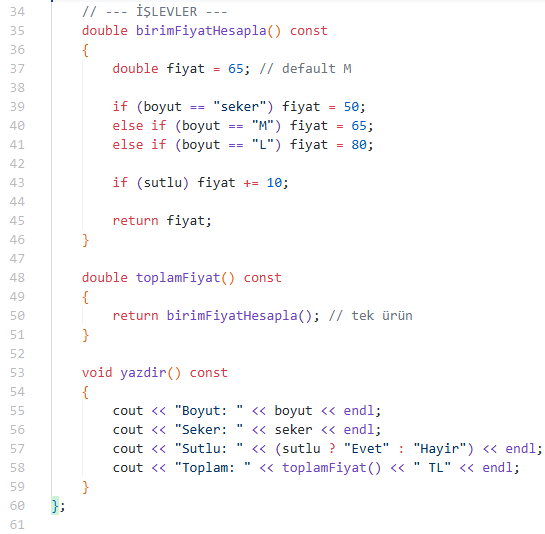 34 // --- İŞLEVLER ---
35 double birimFiyatHesapla() const
36 {
37 double fiyat = 65; // default M
38
39 if (boyut == "seker") fiyat = 50;
40 else if (boyut == "M") fiyat = 65;
41 else if (boyut == "L") fiyat = 80;
42
43 if (sutlu) fiyat += 10;
44
45 return fiyat;
46 }
47
48 double toplamFiyat() const
49 {
50 return birimFiyatHesapla(); // tek ürün
51 }
52
53 void yazdir() const
54 {
55 cout << "Boyut: " << boyut << endl;
56 cout << "Seker: " << seker << endl;
57 cout << "Sutlu: " << (sutlu ? "Evet" : "Hayir") << endl;
58 cout << "Toplam: " << toplamFiyat() << " TL" << endl;
59 }
60 };
61